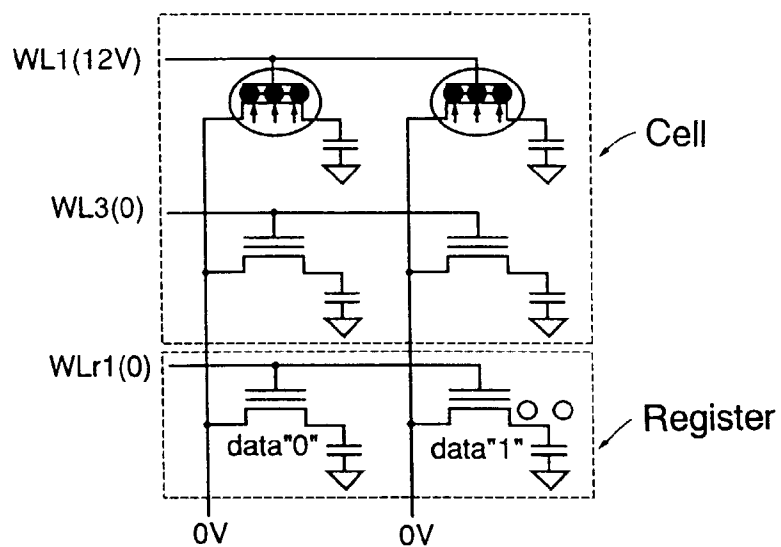 WL1(12V)
Cell
WL3(0)
WLr1(0)
Register
data"0"
data"1"
0V
0V